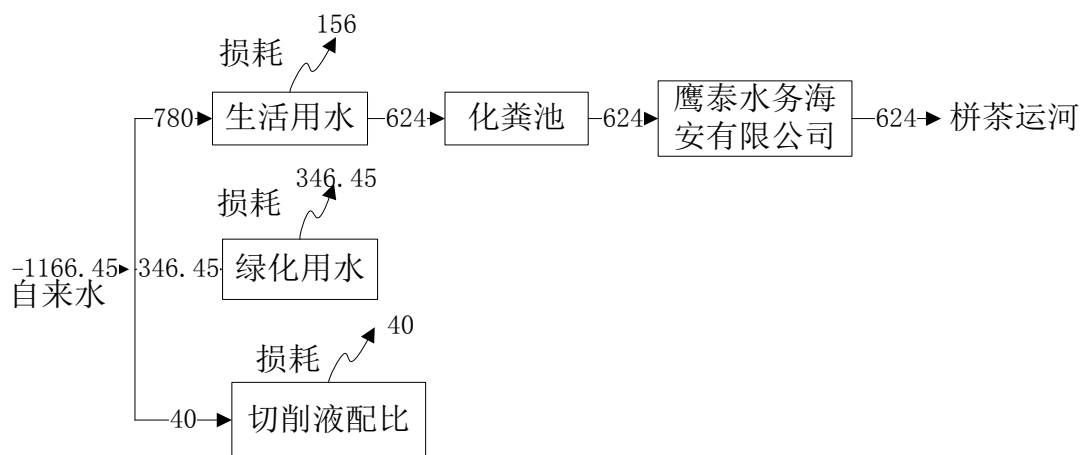 156
损耗
780
生活用水
624
化粪池
624
鹰泰水务海
安有限公司
624
栟茶运河
346.45
损耗
1166.45
自来水
346.45
绿化用水
40
损耗
40
切削液配比